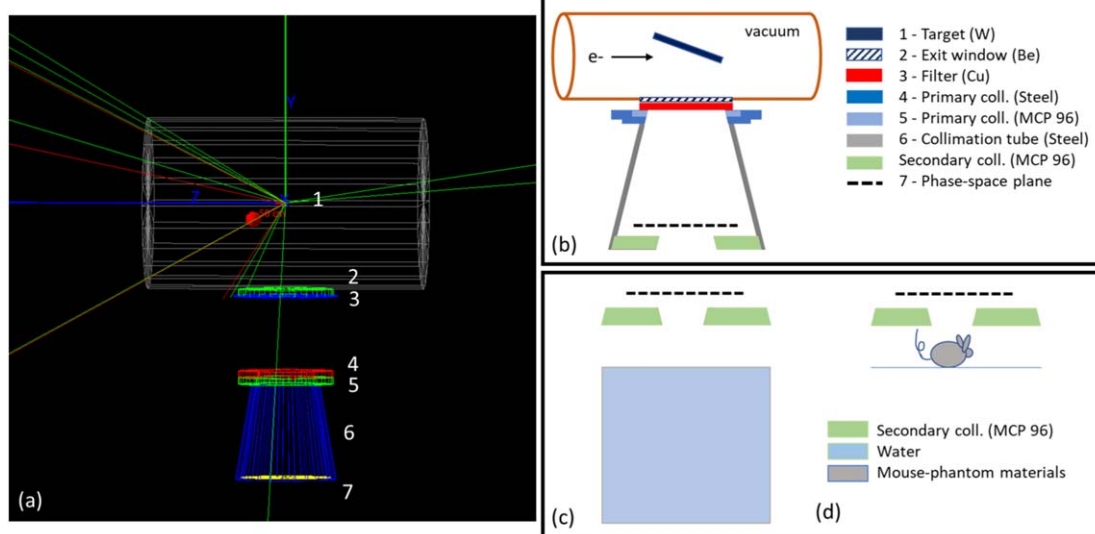 Y
1
Z
2
3
4
5
6
7
(a)
vacuum
e-
(b)
1 - Target (W)
2 - Exit window (Be)
3 - Filter (Cu)
4 - Primary coll. (Steel)
5 - Primary coll. (MCP 96)
6 - Collimation tube (Steel)
Secondary coll. (MCP 96)
7 - Phase-space plane
(c)
(d)
Secondary coll. (MCP 96)
Water
Mouse-phantom materials